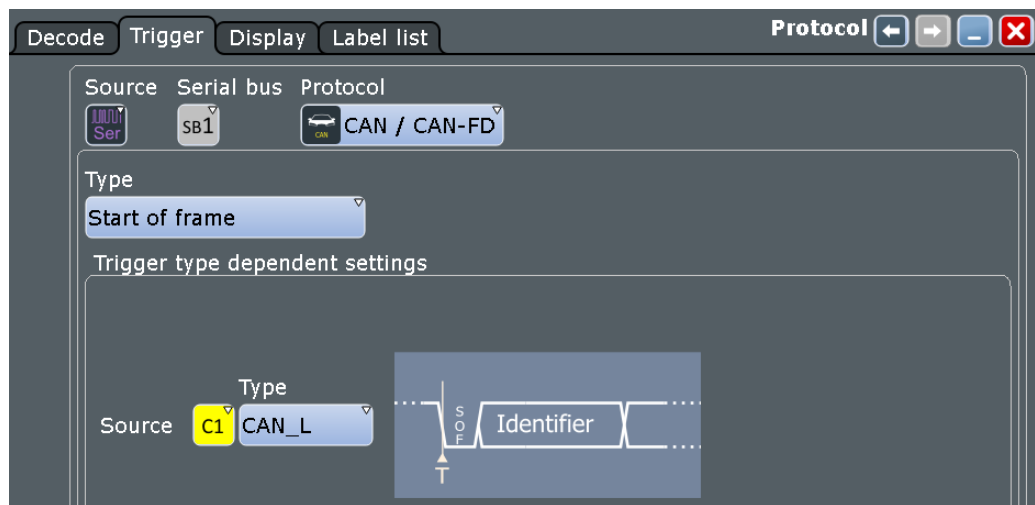 Decode Trigger Display Label list Protocol
Source Serial bus Protocol
Ser SB1 CAN CAN / CAN-FD
Type
Start of frame
Trigger type dependent settings
Type
Source C1 CAN_L
SOF Identifier
T